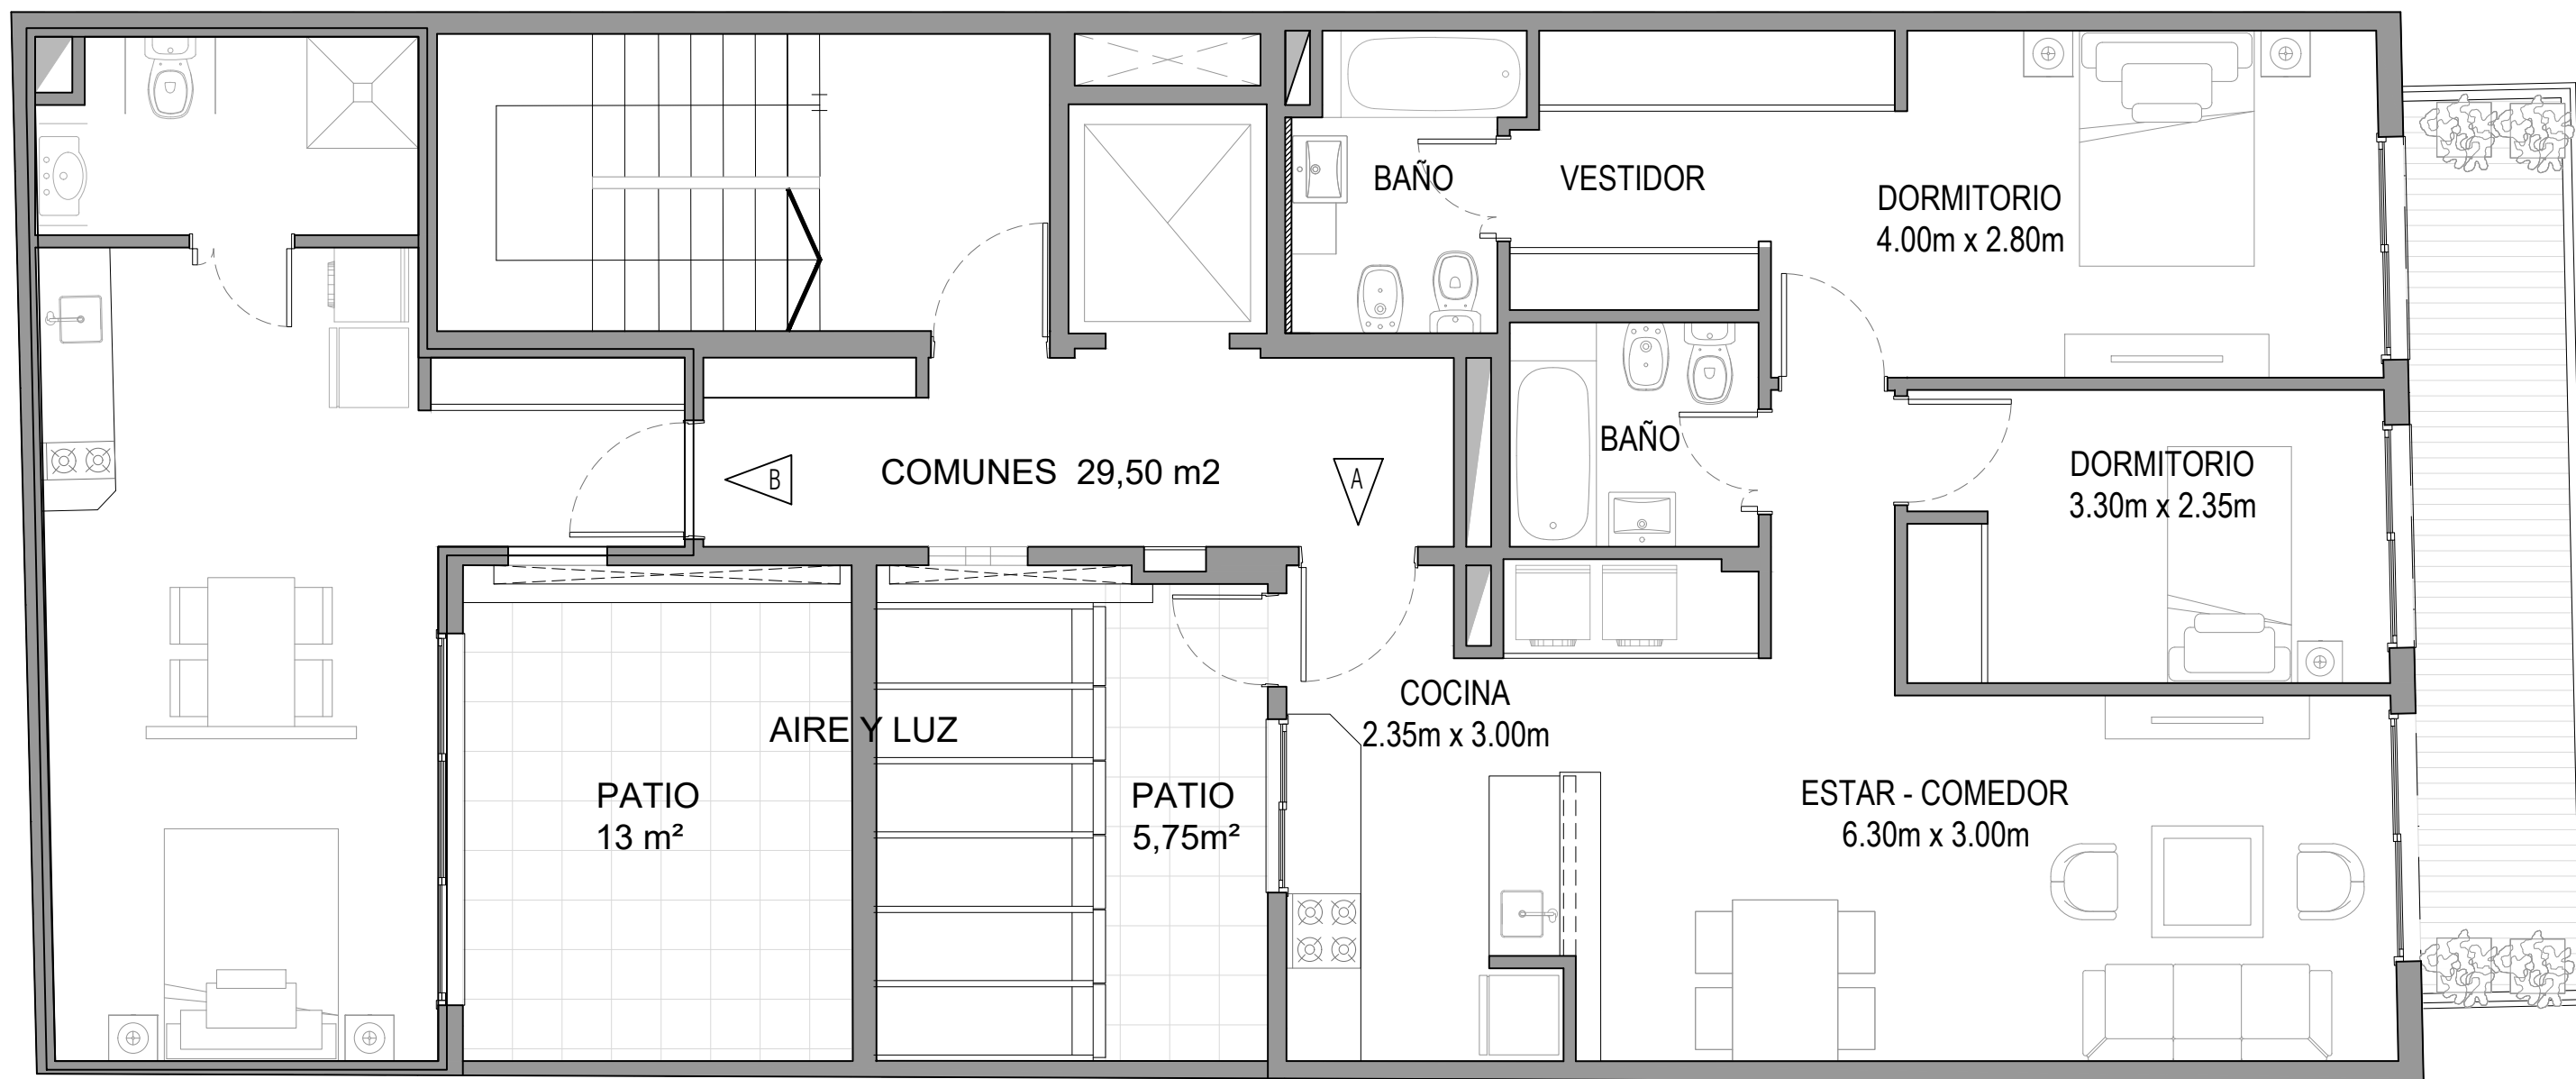 BAÑO
VESTIDOR
DORMITORIO
4.00m x 2.80m
BAÑO
DORMITORIO
3.30m x 2.35m
B
COMUNES 29,50 m2
A
COCINA
2.35m x 3.00m
AIRE Y LUZ
PATIO
13 m²
PATIO
5,75m²
ESTAR - COMEDOR
6.30m x 3.00m